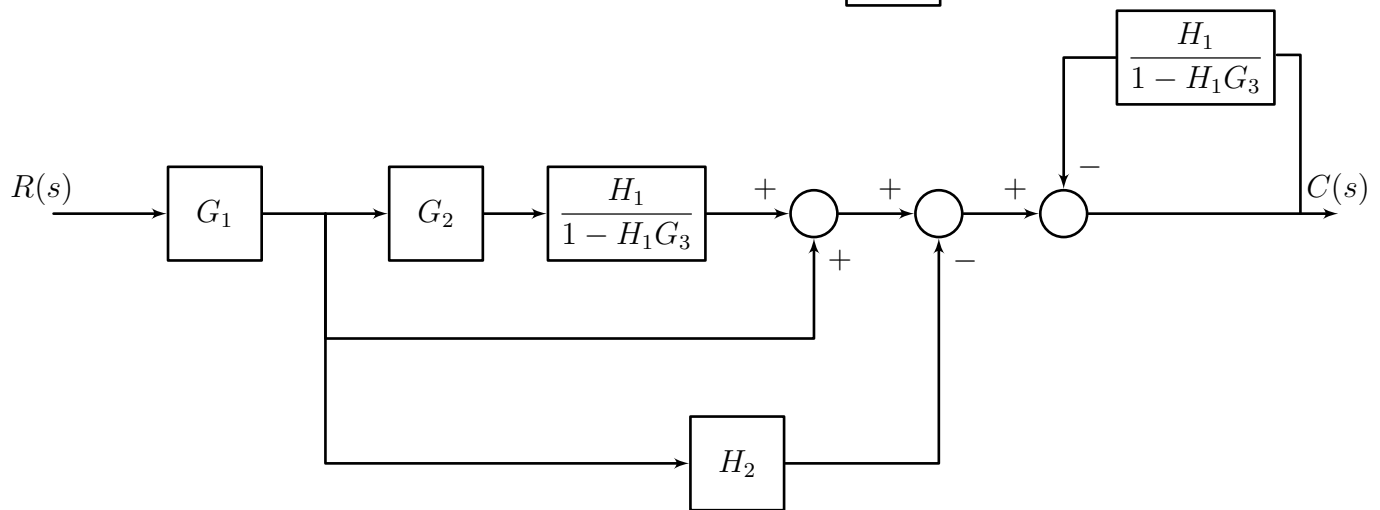 H₁
1 − H₁G₃
−
R(s)
G₁
G₂
H₁
1 − H₁G₃
+
+
+
C(s)
+
−
H₂